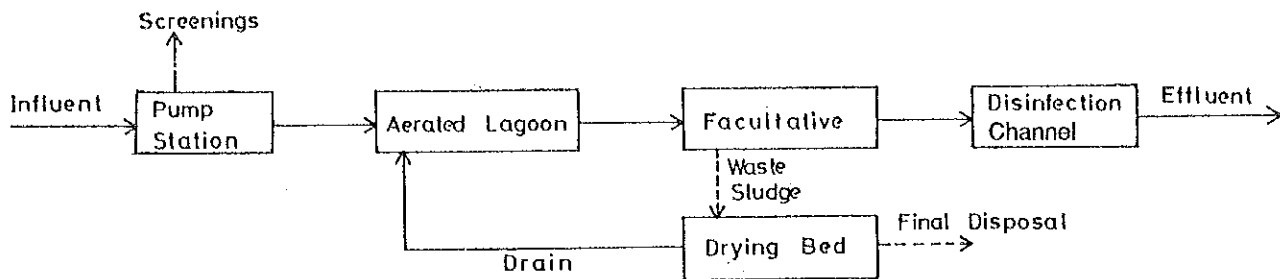 Screenings
Influent
Pump
Station
Aerated Lagoon
Facultative
Disinfection
Channel
Effluent
Waste
Sludge
Drying Bed
Final Disposal
Drain